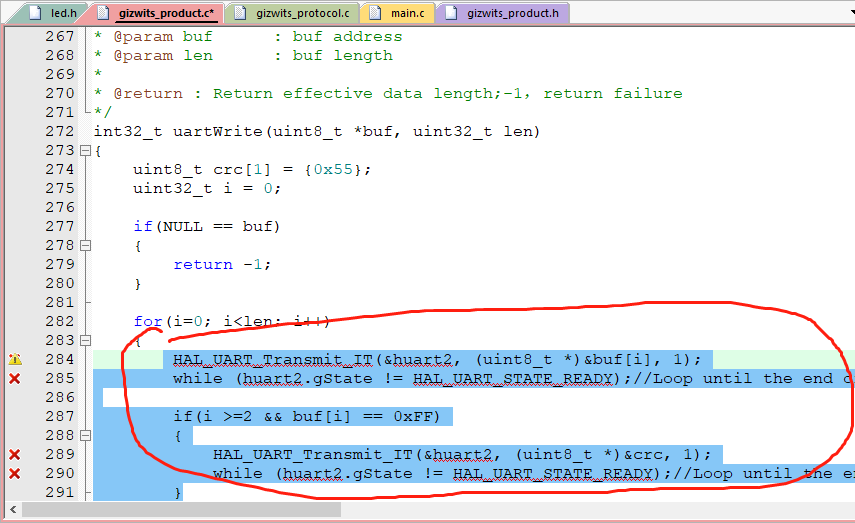 led.h gizwits_product.c* gizwits_protocol.c main.c gizwits_product.h
267 * @param buf : buf address
268 * @param len : buf length
269 *
270 * @return : Return effective data length;-1, return failure
271 */
272 int32_t uartWrite(uint8_t *buf, uint32_t len)
273 {
274 uint8_t crc[1] = {0x55};
275 uint32_t i = 0;
276
277 if(NULL == buf)
278 {
279 return -1;
280 }
281
282 for(i=0; i<len; i++)
283 {
284 HAL_UART_Transmit_IT(&huart2, (uint8_t *)&buf[i], 1);
285 while (huart2.gState != HAL_UART_STATE_READY);//Loop until the end
286
287 if(i >=2 && buf[i] == 0xFF)
288 {
289 HAL_UART_Transmit_IT(&huart2, (uint8_t *)&crc, 1);
290 while (huart2.gState != HAL_UART_STATE_READY);//Loop until the
291 }